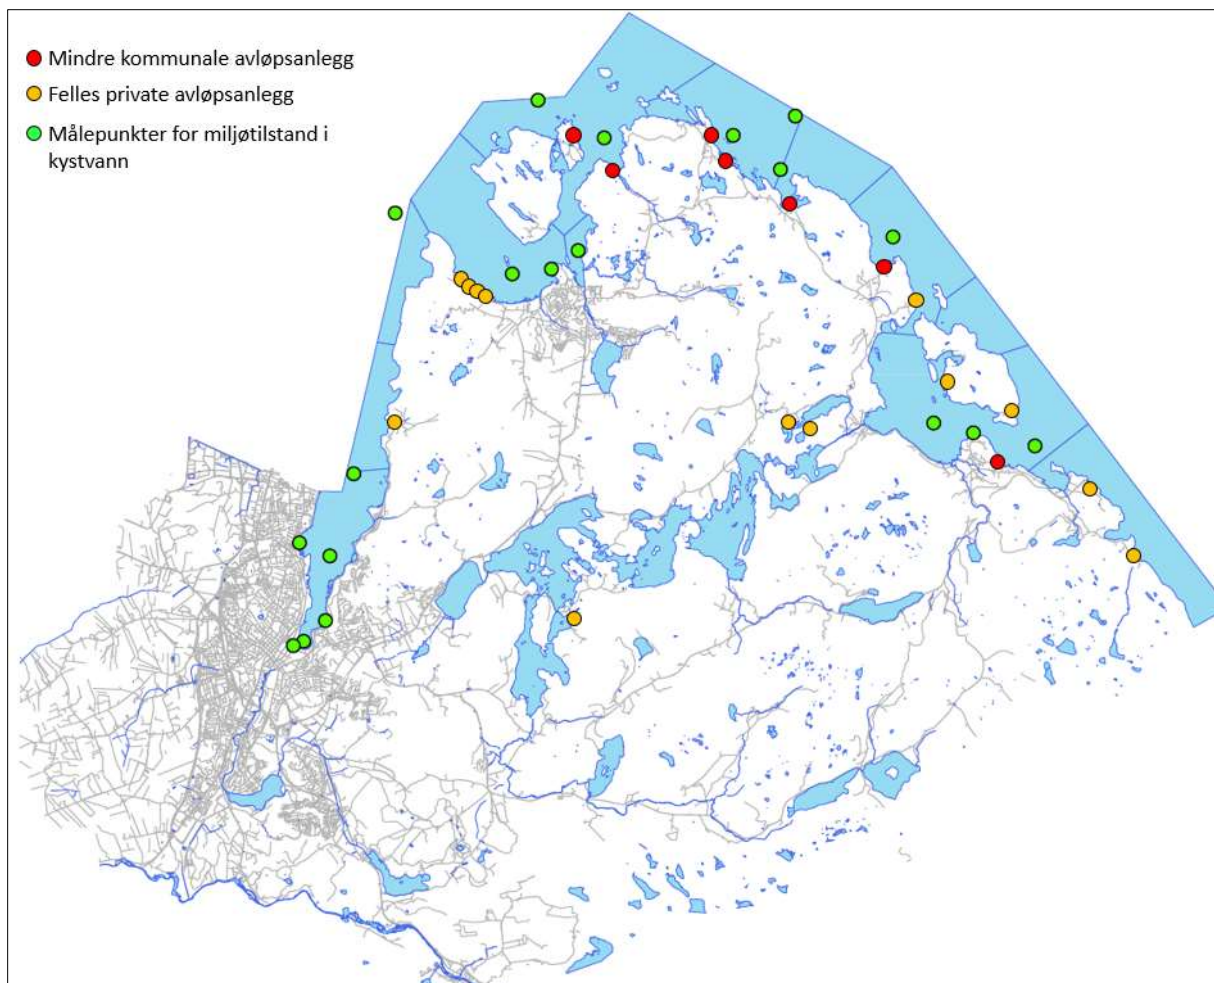 Mindre kommunale avløpsanlegg
Felles private avløpsanlegg
Målepunkter for miljøtilstand i
kystvann